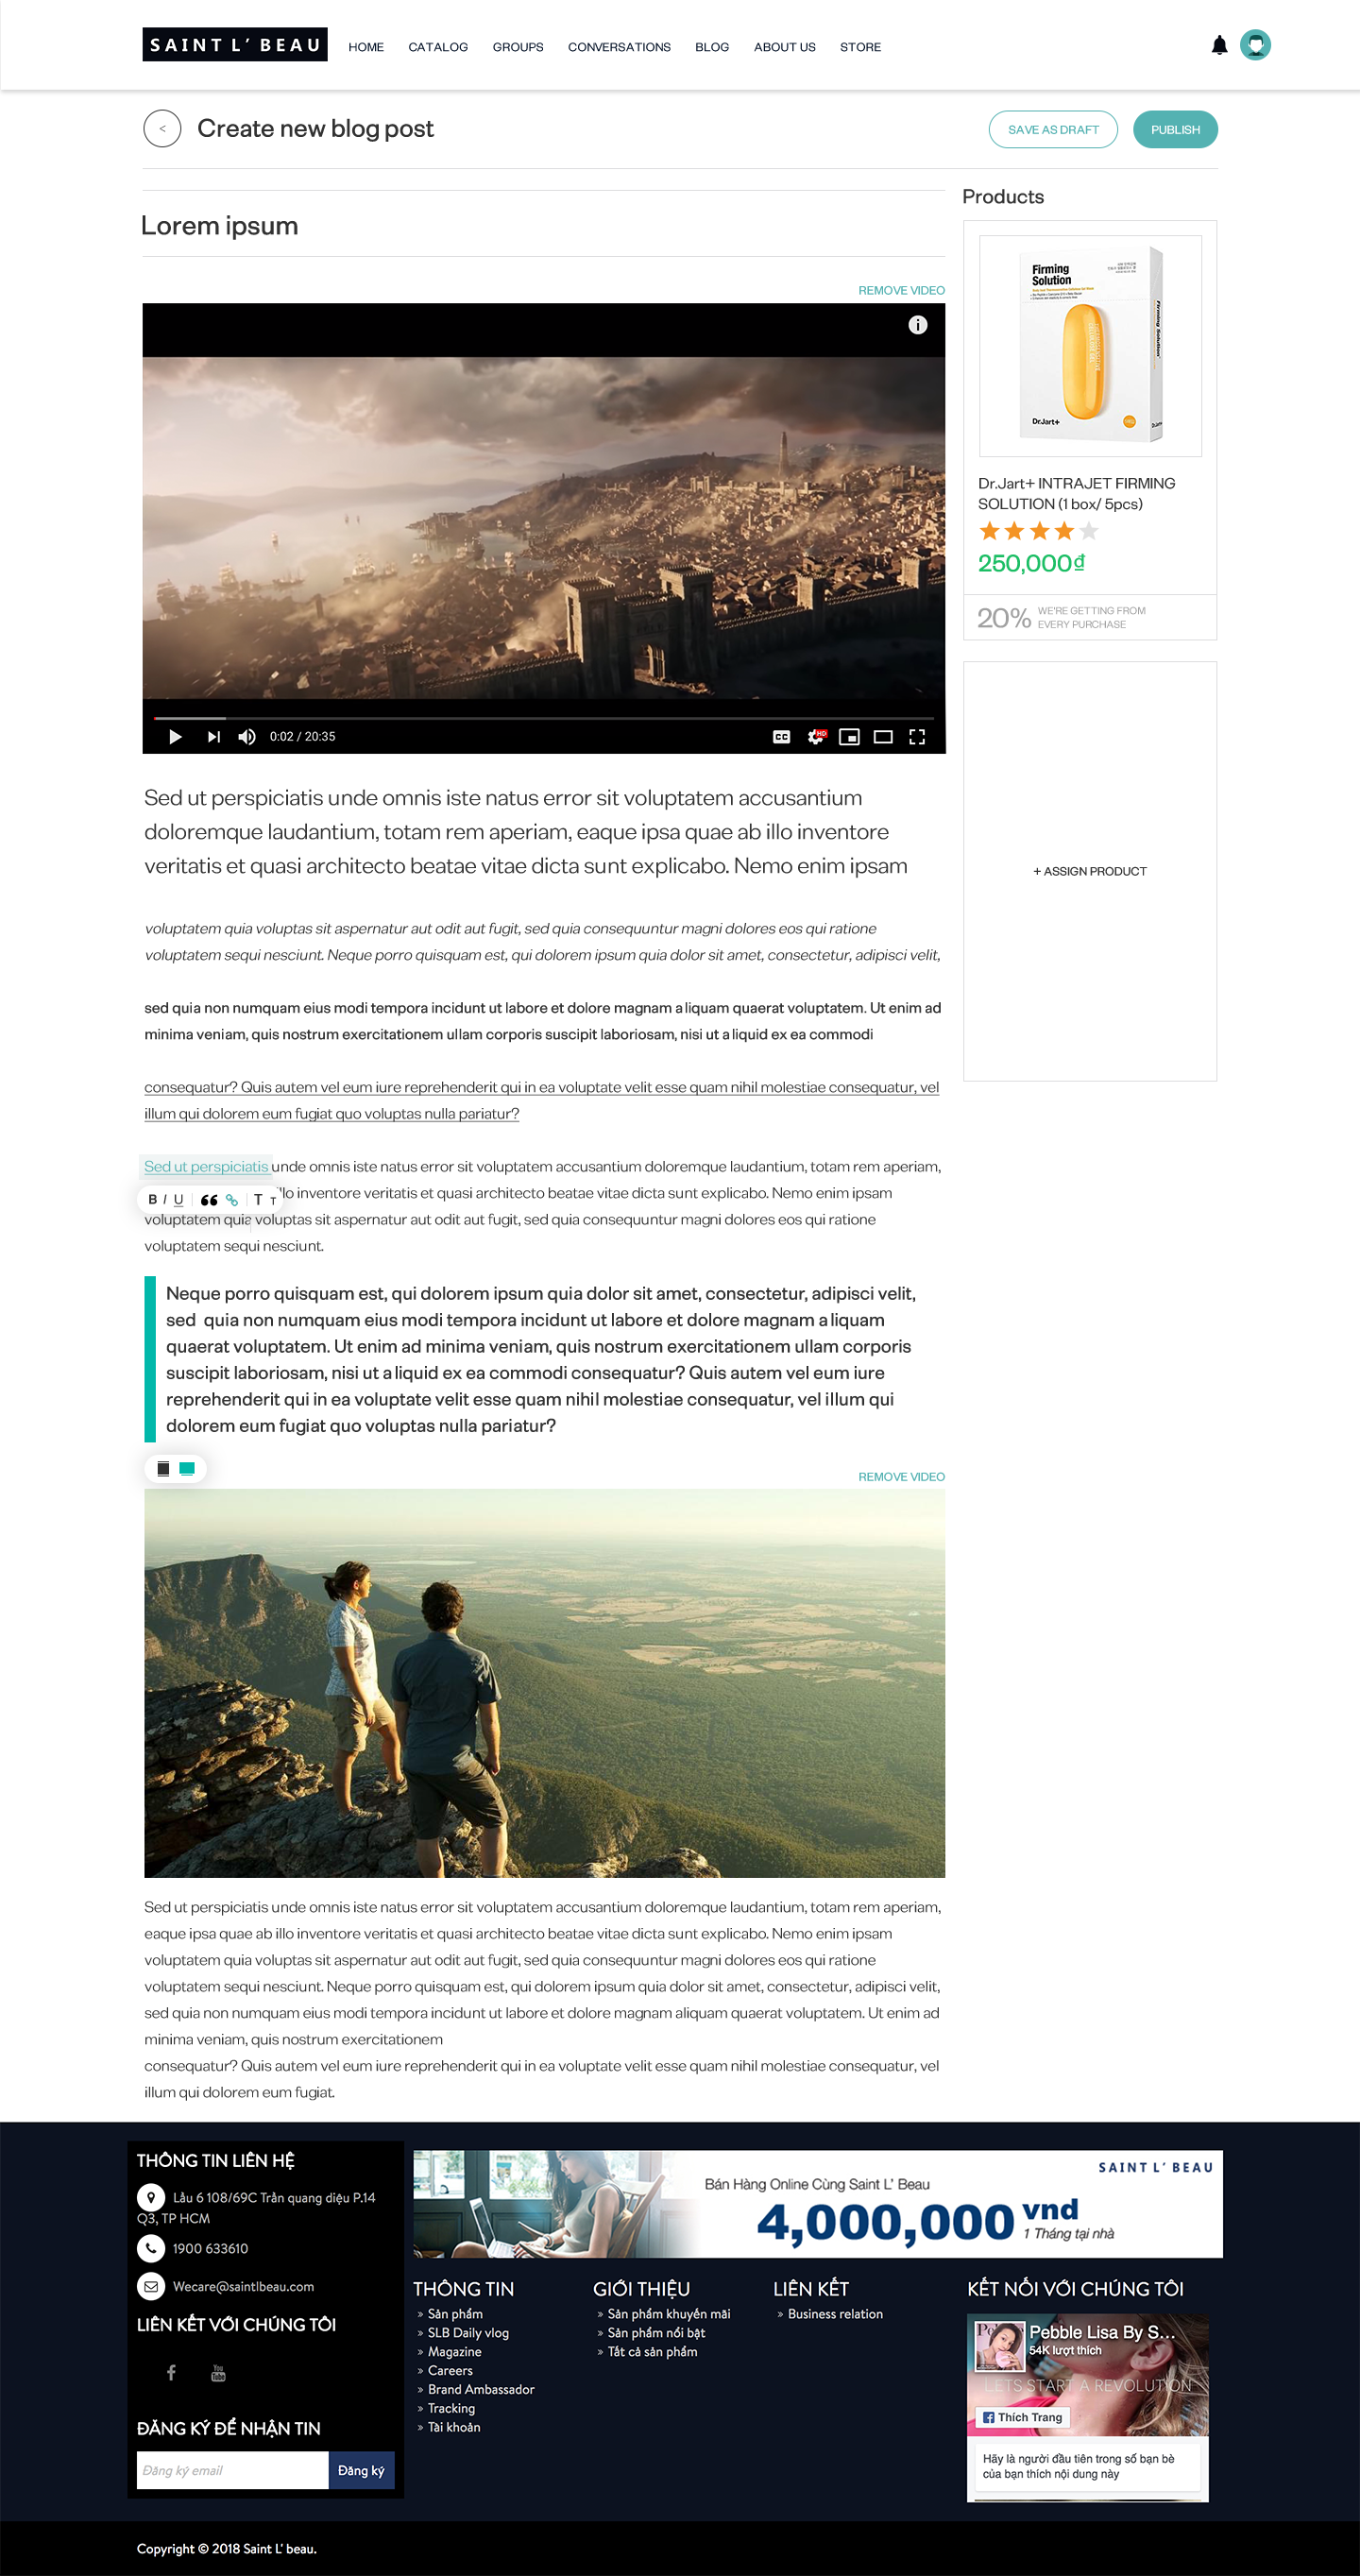 SAINT L' BEAU HOME CATALOG GROUPS CONVERSATIONS BLOG ABOUT US STORE
< Create new blog post SAVE AS DRAFT PUBLISH
Lorem ipsum
REMOVE VIDEO
i
0:02 / 20:35 CC HD
Sed ut perspiciatis unde omnis iste natus error sit voluptatem accusantium
doloremque laudantium, totam rem aperiam, eaque ipsa quae ab illo inventore
veritatis et quasi architecto beatae vitae dicta sunt explicabo. Nemo enim ipsam
voluptatem quia voluptas sit aspernatur aut odit aut fugit, sed quia consequuntur magni dolores eos qui ratione
voluptatem sequi nesciunt. Neque porro quisquam est, qui dolorem ipsum quia dolor sit amet, consectetur, adipisci velit,
sed quia non numquam eius modi tempora incidunt ut labore et dolore magnam aliquam quaerat voluptatem. Ut enim ad
minima veniam, quis nostrum exercitationem ullam corporis suscipit laboriosam, nisi ut aliquid ex ea commodi
consequatur? Quis autem vel eum iure reprehenderit qui in ea voluptate velit esse quam nihil molestiae consequatur, vel
illum qui dolorem eum fugiat quo voluptas nulla pariatur?
Sed ut perspiciatis unde omnis iste natus error sit voluptatem accusantium doloremque laudantium, totam rem aperiam,
B I U T T
llo inventore veritatis et quasi architecto beatae vitae dicta sunt explicabo. Nemo enim ipsam
voluptatem quia voluptas sit aspernatur aut odit aut fugit, sed quia consequuntur magni dolores eos qui ratione
voluptatem sequi nesciunt.
Neque porro quisquam est, qui dolorem ipsum quia dolor sit amet, consectetur, adipisci velit,
sed quia non numquam eius modi tempora incidunt ut labore et dolore magnam aliquam
quaerat voluptatem. Ut enim ad minima veniam, quis nostrum exercitationem ullam corporis
suscipit laboriosam, nisi ut aliquid ex ea commodi consequatur? Quis autem vel eum iure
reprehenderit qui in ea voluptate velit esse quam nihil molestiae consequatur, vel illum qui
dolorem eum fugiat quo voluptas nulla pariatur?
REMOVE VIDEO
Sed ut perspiciatis unde omnis iste natus error sit voluptatem accusantium doloremque laudantium, totam rem aperiam,
eaque ipsa quae ab illo inventore veritatis et quasi architecto beatae vitae dicta sunt explicabo. Nemo enim ipsam
voluptatem quia voluptas sit aspernatur aut odit aut fugit, sed quia consequuntur magni dolores eos qui ratione
voluptatem sequi nesciunt. Neque porro quisquam est, qui dolorem ipsum quia dolor sit amet, consectetur, adipisci velit,
sed quia non numquam eius modi tempora incidunt ut labore et dolore magnam aliquam quaerat voluptatem. Ut enim ad
minima veniam, quis nostrum exercitationem
consequatur? Quis autem vel eum iure reprehenderit qui in ea voluptate velit esse quam nihil molestiae consequatur, vel
illum qui dolorem eum fugiat.
Products
Firming
Solution
Firming Solution
Dr.Jart+
Dr.Jart+ INTRAJET FIRMING
SOLUTION (1 box/ 5pcs)
250,000₫
20% WE'RE GETTING FROM
EVERY PURCHASE
+ ASSIGN PRODUCT
THÔNG TIN LIÊN HỆ
Lầu 6 108/69C Trần quang diệu P.14
Q3, TP HCM
1900 633610
Wecare@saintlbeau.com
LIÊN KẾT VỚI CHÚNG TÔI
f You Tube
ĐĂNG KÝ ĐỂ NHẬN TIN
Đăng ký email Đăng ký
SAINT L' BEAU
Bán Hàng Online Cùng Saint L' Beau
4,000,000 vnd
1 Tháng tại nhà
THÔNG TIN
» Sản phẩm
» SLB Daily vlog
» Magazine
» Careers
» Brand Ambassador
» Tracking
» Tài khoản
GIỚI THIỆU
» Sản phẩm khuyến mãi
» Sản phẩm nổi bật
» Tất cả sản phẩm
LIÊN KẾT
» Business relation
KẾT NỐI VỚI CHÚNG TÔI
Pebble Lisa By S...
54K lượt thích
LETS START A REVOLUTION
Thích Trang
Hãy là người đầu tiên trong số bạn bè
của bạn thích nội dung này
Copyright © 2018 Saint L' beau.